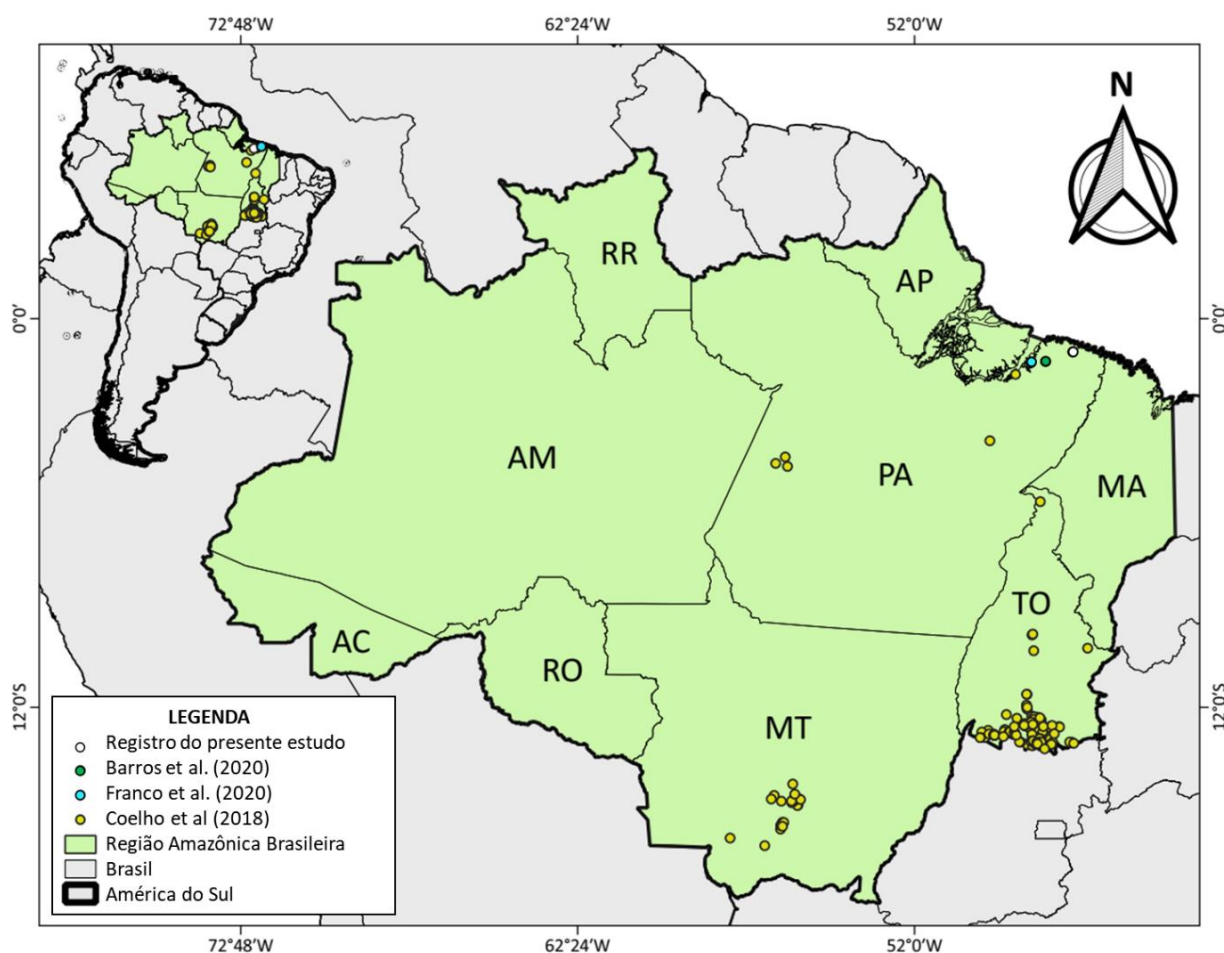 72°48'W 62°24'W 52°0'W
N
RR
AP
0°0' 0°0'
AM
PA
MA
TO
AC
RO
12°0'S 12°0'S
MT
LEGENDA
Registro do presente estudo
Barros et al. (2020)
Franco et al. (2020)
Coelho et al (2018)
Região Amazônica Brasileira
Brasil
América do Sul
72°48'W 62°24'W 52°0'W